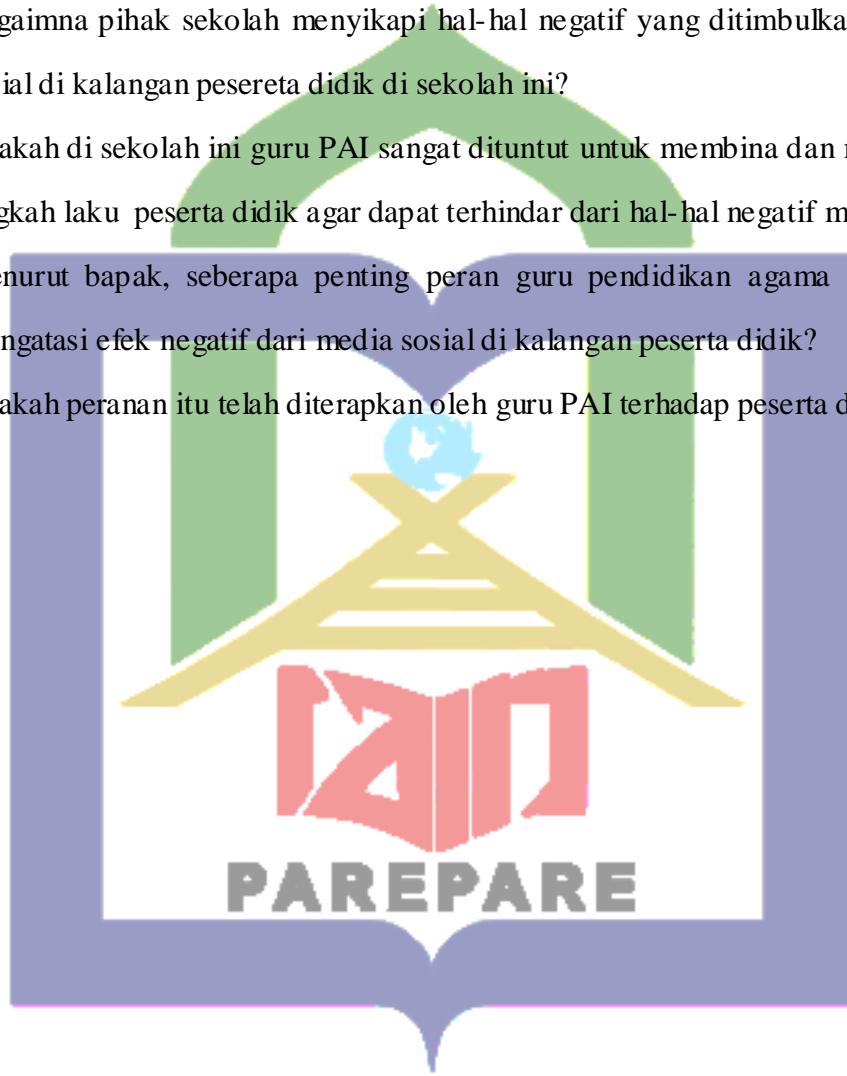 gaimna pihak sekolah menyikapi hal-hal negatif yang ditimbulka
ial di kalangan pesereta didik di sekolah ini?
akah di sekolah ini guru PAI sangat dituntut untuk membina dan
gkah laku peserta didik agar dapat terhindar dari hal-hal negatif m
enurut bapak, seberapa penting peran guru pendidikan agama
ngatasi efek negatif dari media sosial di kalangan peserta didik?
akah peranan itu telah diterapkan oleh guru PAI terhadap peserta d
IAIN
PAREPARE